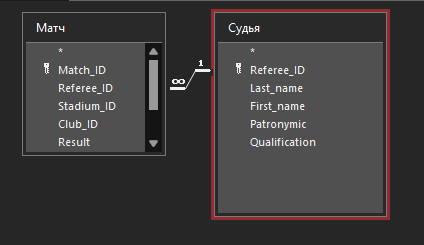 Матч
*
Match_ID
Referee_ID
Stadium_ID
Club_ID
Result
∞
1
Судья
*
Referee_ID
Last_name
First_name
Patronymic
Qualification